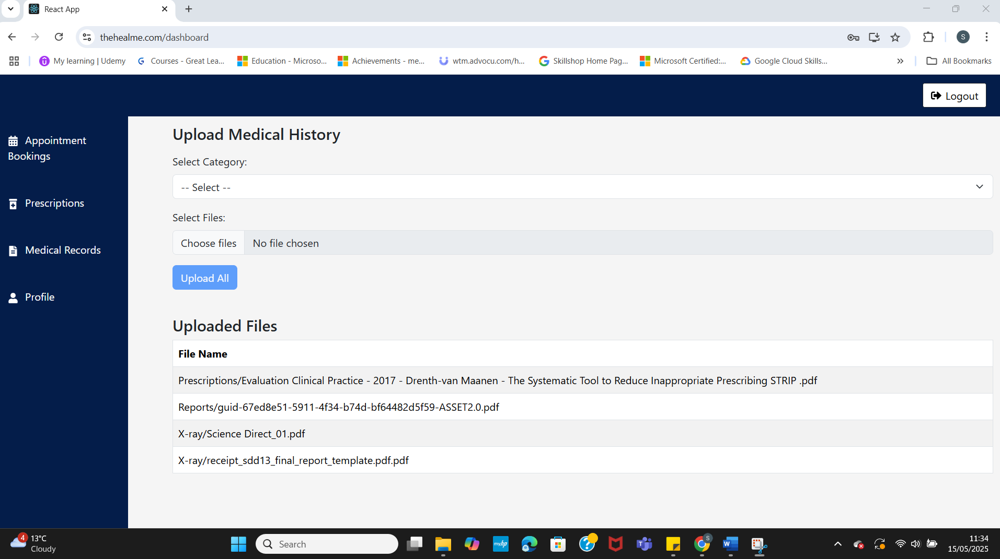 React App
thehealme.com/dashboard
S
My learning | Udemy
Courses - Great Lea...
Education - Microso...
Achievements - me...
wtm.advocu.com/h...
Skillshop Home Pag...
Microsoft Certified:...
Google Cloud Skills...
All Bookmarks
Logout
Appointment
Bookings
Prescriptions
Medical Records
Profile
Upload Medical History
Select Category:
-- Select --
Select Files:
Choose files
No file chosen
Upload All
Uploaded Files
File Name
Prescriptions/Evaluation Clinical Practice - 2017 - Drenth-van Maanen - The Systematic Tool to Reduce Inappropriate Prescribing STRIP .pdf
Reports/guid-67ed8e51-5911-4f34-b74d-bf64482d5f59-ASSET2.0.pdf
X-ray/Science Direct_01.pdf
X-ray/receipt_sdd13_final_report_template.pdf.pdf
4
13°C
Cloudy
Search
myhp
T
S
W
11:34
15/05/2025